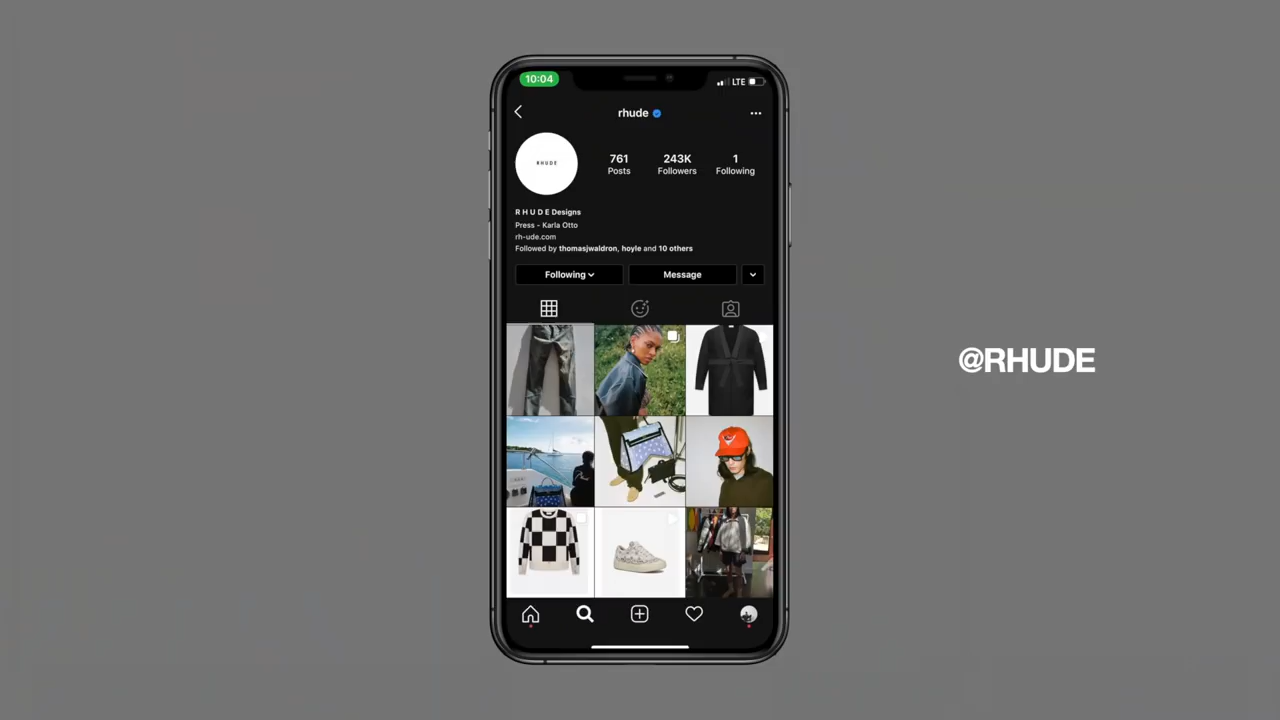 10:04
LTE
rhude
RHUDE
761
Posts
243K
Followers
1
Following
R H U D E Designs
Press - Karla Otto
rh-ude.com
Followed by thomasjwaldron, hoyle and 10 others
Following
Message
@RHUDE